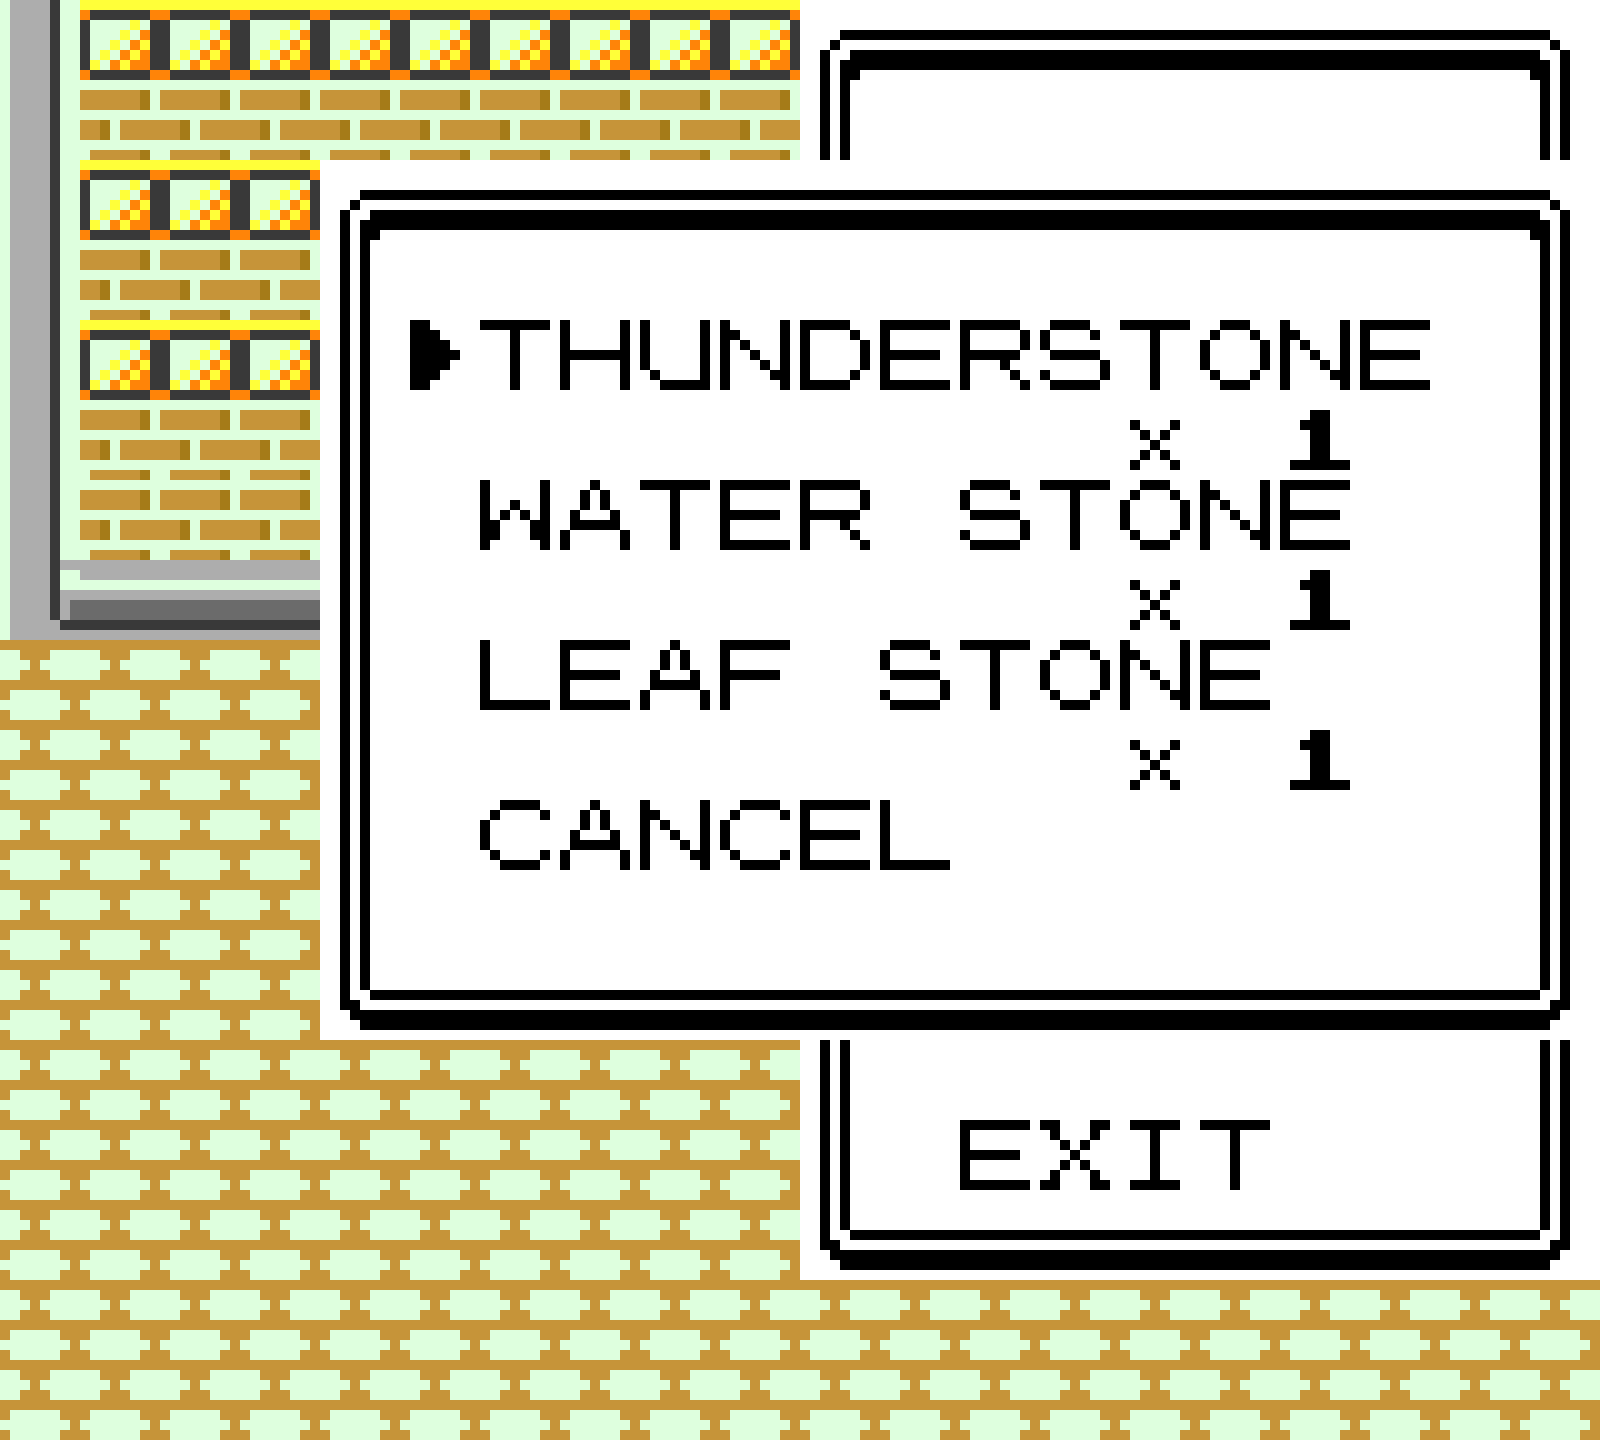 ▶THUNDERSTONE
× 1
WATER STONE
× 1
LEAF STONE
× 1
CANCEL
EXIT